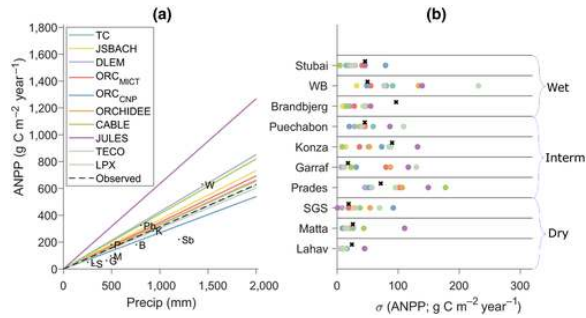 (a)
1,800
1,600
1,400
1,200
1,000
800
600
400
200
0
ANPP (g C m−2 year−1)
TC
JSBACH
DLEM
ORCMICT
ORCCNP
ORCHIDEE
CABLE
JULES
TECO
LPX
Observed
W
Pb
K
P
B
Sb
M
G
LS
0
500
1,000
1,500
2,000
Precip (mm)
(b)
Stubai
WB
Brandbjerg
Puechabon
Konza
Garraf
Prades
SGS
Matta
Lahav
Wet
Interm
Dry
0
100
200
300
σ (ANPP; g C m−2 year−1)